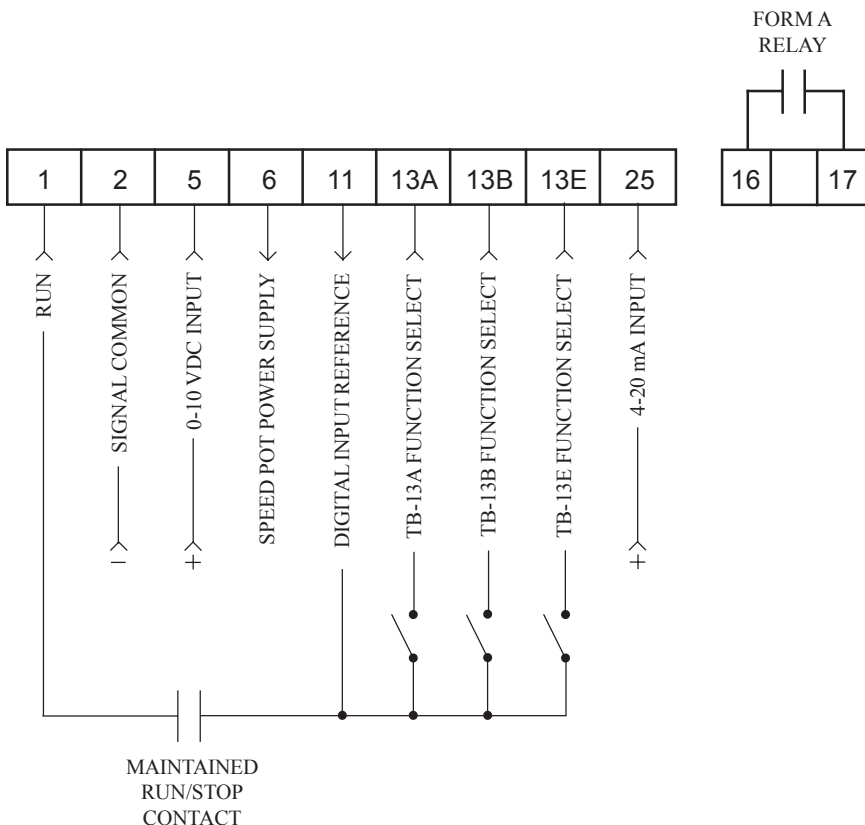 FORM A
RELAY
1 2 5 6 11 13A 13B 13E 25 16 17
RUN
SIGNAL COMMON
−
0-10 VDC INPUT
+
SPEED POT POWER SUPPLY
DIGITAL INPUT REFERENCE
TB-13A FUNCTION SELECT
TB-13B FUNCTION SELECT
TB-13E FUNCTION SELECT
4-20 mA INPUT
+
MAINTAINED
RUN/STOP
CONTACT